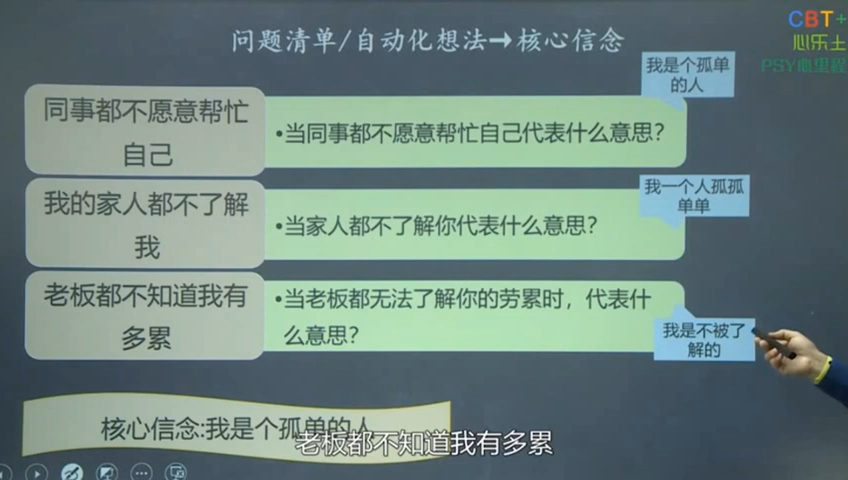 CBT+
心乐土
PSY心里程
问题清单/自动化想法→核心信念
我是个孤单
的人
同事都不愿意帮忙
自己
•当同事都不愿意帮忙自己代表什么意思？
我一个人孤孤
单单
我的家人都不了解
我
•当家人都不了解你代表什么意思？
老板都不知道我有
多累
•当老板都无法了解你的劳累时，代表什
么意思？
我是不被了
解的
核心信念:我是个孤单的人
老板都不知道我有多累